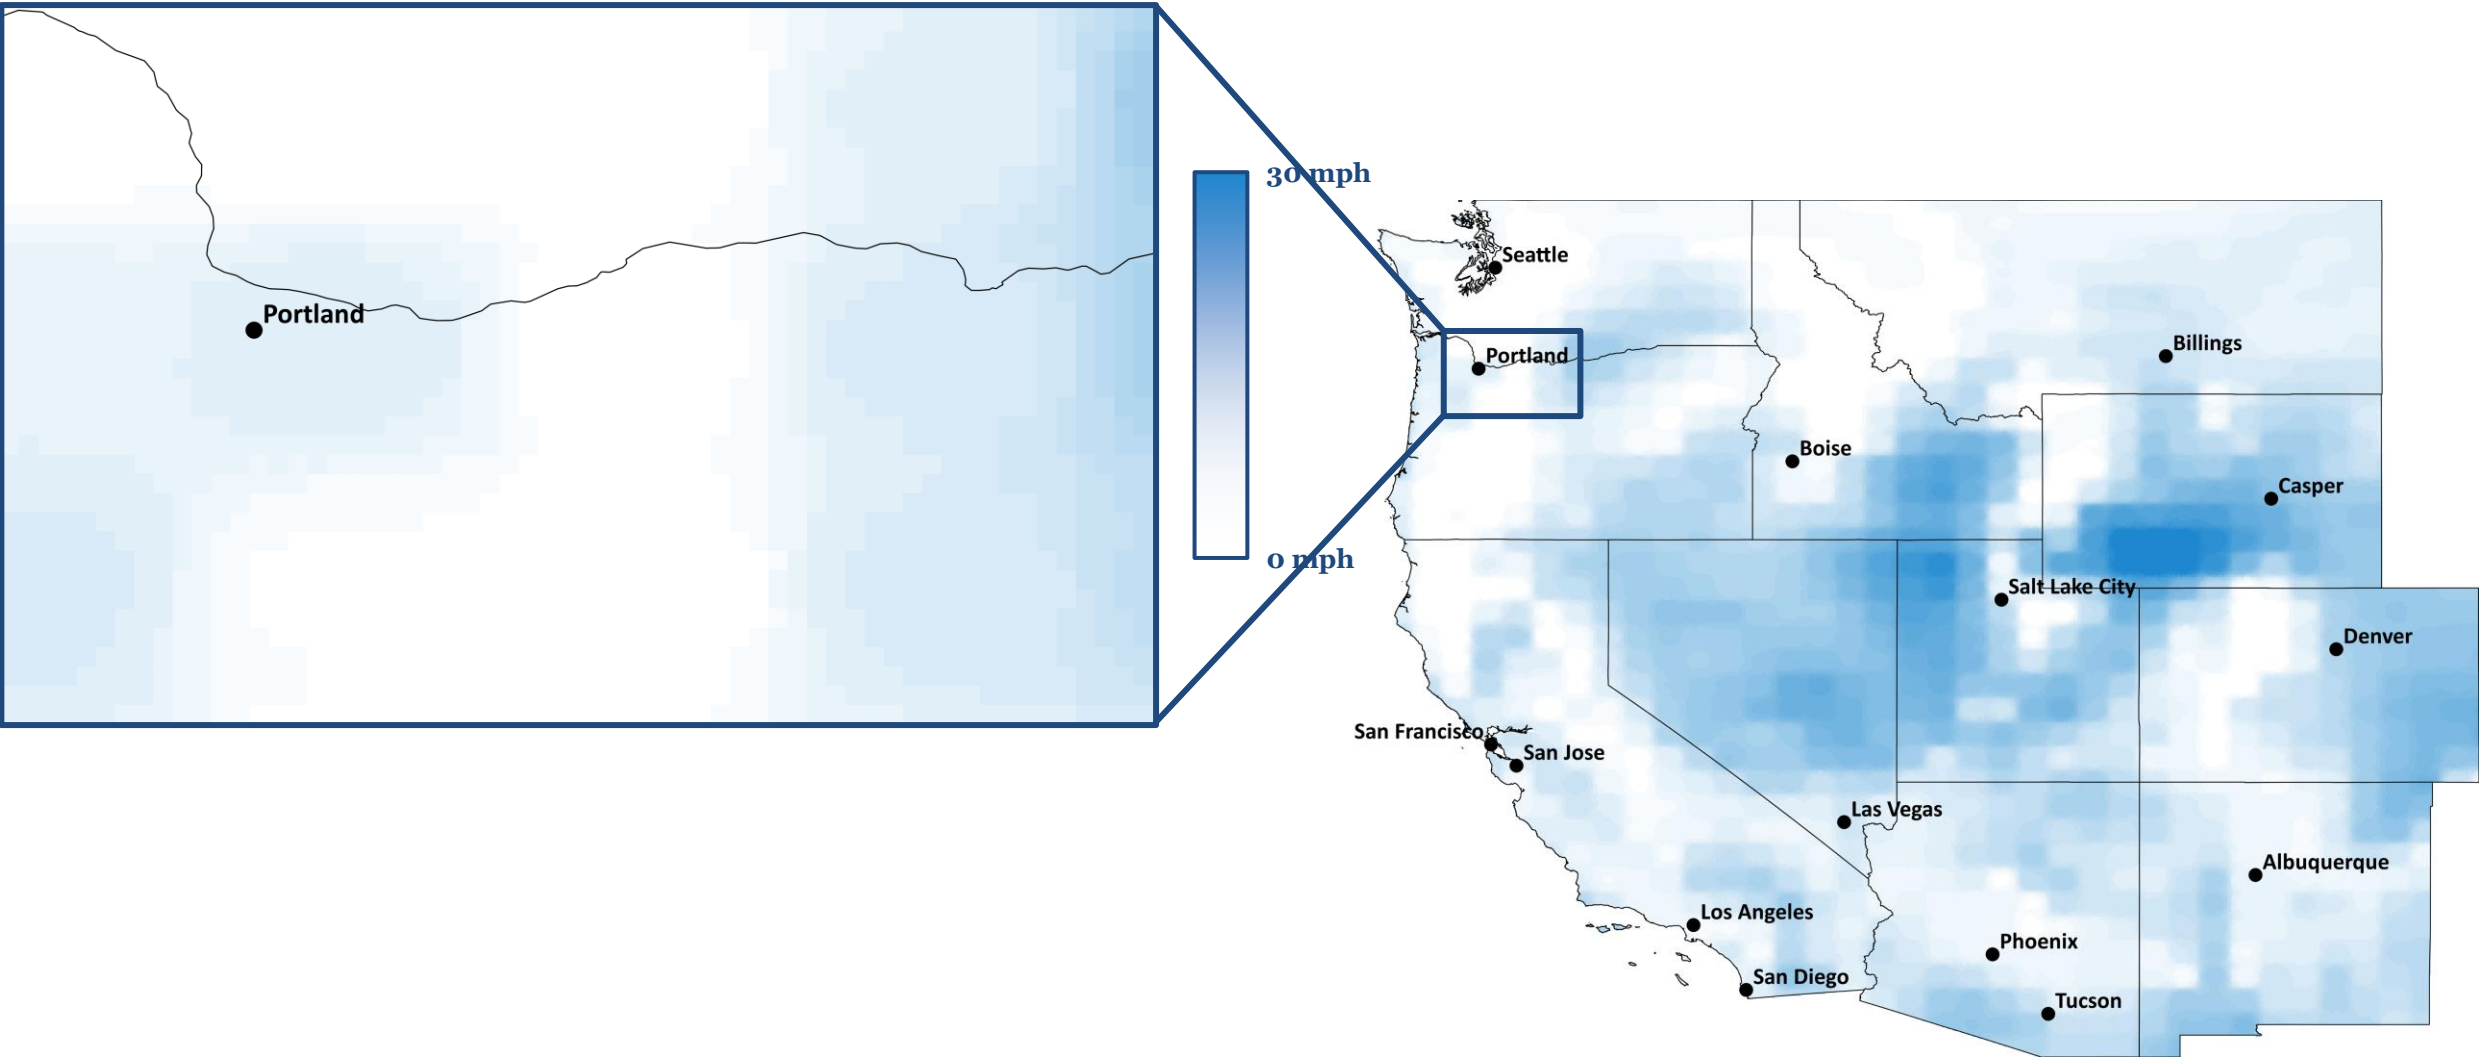 Portland
30 mph
0 mph
Seattle
Portland
Billings
Boise
Casper
Salt Lake City
Denver
San Francisco
San Jose
Las Vegas
Albuquerque
Los Angeles
Phoenix
San Diego
Tucson